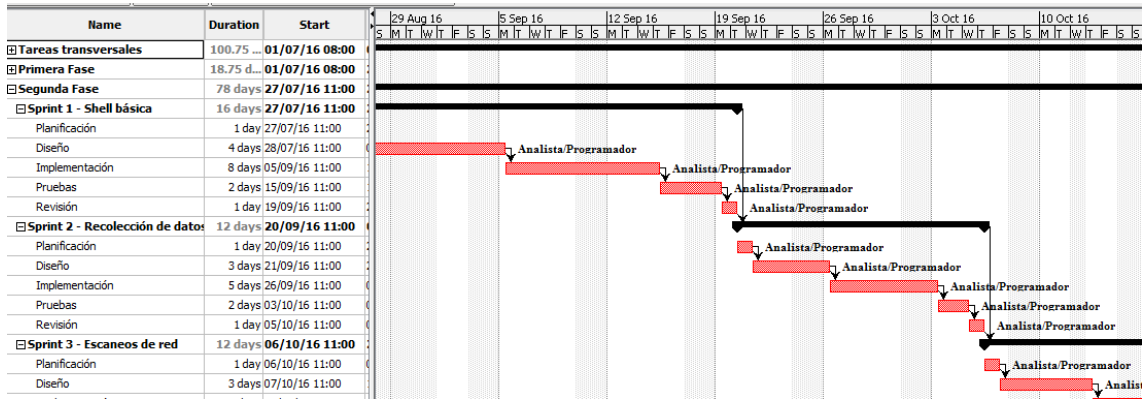 Name Duration Start 29 Aug 16 5 Sep 16 12 Sep 16 19 Sep 16 26 Sep 16 3 Oct 16 10 Oct 16
S M T W T F S S M T W T F S S M T W T F S S M T W T F S S M T W T F S S M T W T F S S M T W T F S S
Tareas transversales 100.75 ... 01/07/16 08:00
Primera Fase 18.75 d... 01/07/16 08:00
Segunda Fase 78 days 27/07/16 11:00
Sprint 1 - Shell básica 16 days 27/07/16 11:00
Planificación 1 day 27/07/16 11:00
Diseño 4 days 28/07/16 11:00 Analista/Programador
Implementación 8 days 05/09/16 11:00 Analista/Programador
Pruebas 2 days 15/09/16 11:00 Analista/Programador
Revisión 1 day 19/09/16 11:00 Analista/Programador
Sprint 2 - Recolección de datos 12 days 20/09/16 11:00
Planificación 1 day 20/09/16 11:00 Analista/Programador
Diseño 3 days 21/09/16 11:00 Analista/Programador
Implementación 5 days 26/09/16 11:00 Analista/Programador
Pruebas 2 days 03/10/16 11:00 Analista/Programador
Revisión 1 day 05/10/16 11:00 Analista/Programador
Sprint 3 - Escaneos de red 12 days 06/10/16 11:00
Planificación 1 day 06/10/16 11:00 Analista/Programador
Diseño 3 days 07/10/16 11:00 Analist